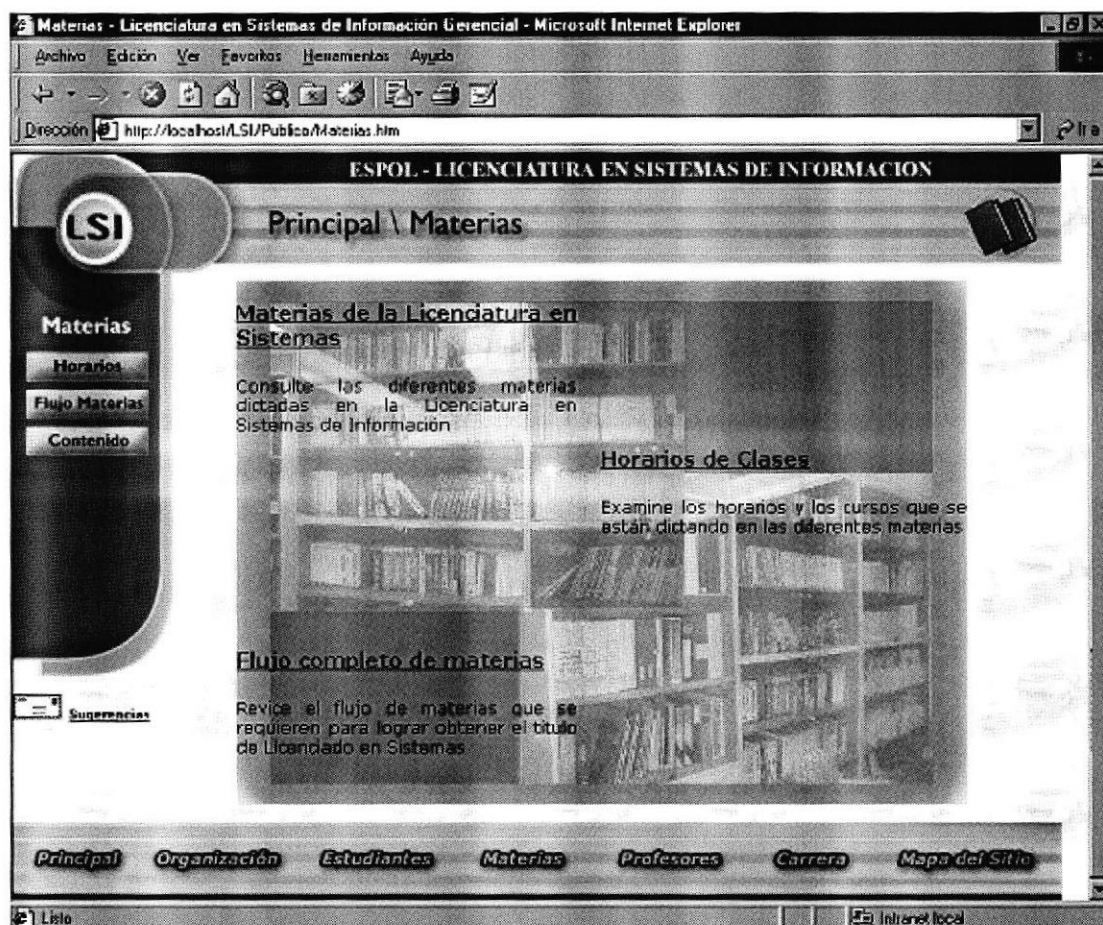 Materias - Licenciatura en Sistemas de Información Gerencial - Microsoft Internet Explorer
Archivo Edición Ver Favoritos Herramientas Ayuda
Dirección http://localhost/LSI/Publico/Materias.htm Ir a
ESPOL - LICENCIATURA EN SISTEMAS DE INFORMACION
LSI
Principal \ Materias
Materias
Horarios
Flujo Materias
Contenido
Sugerencias
Materias de la Licenciatura en
Sistemas
Consulte las diferentes materias
dictadas en la Licenciatura en
Sistemas de Información
Horarios de Clases
Examine los horarios y los cursos que se
están dictando en las diferentes materias
Flujo completo de materias
Revice el flujo de materias que se
requieren para lograr obtener el titulo
de Licenciado en Sistemas
Principal Organización Estudiantes Materias Profesores Carrera Mapa del Sitio
Listo Intranet local